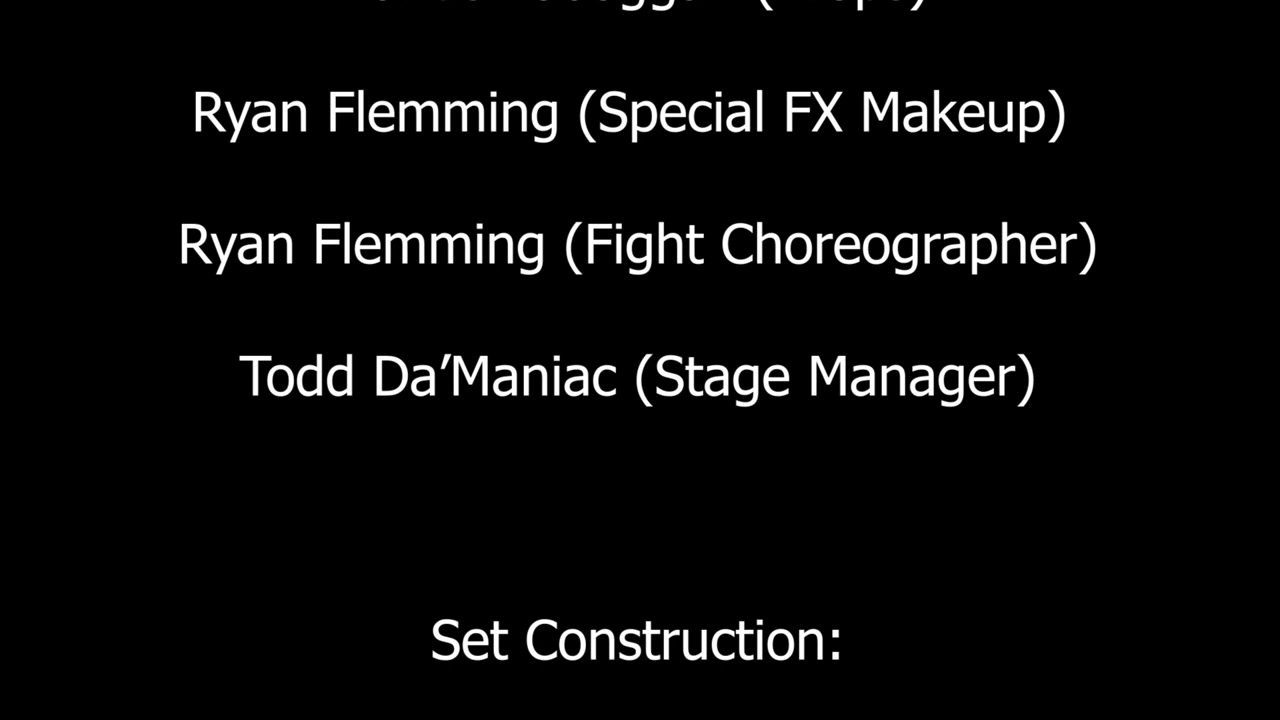 Ryan Flemming (Special FX Makeup)
Ryan Flemming (Fight Choreographer)
Todd Da’Maniac (Stage Manager)
Set Construction: